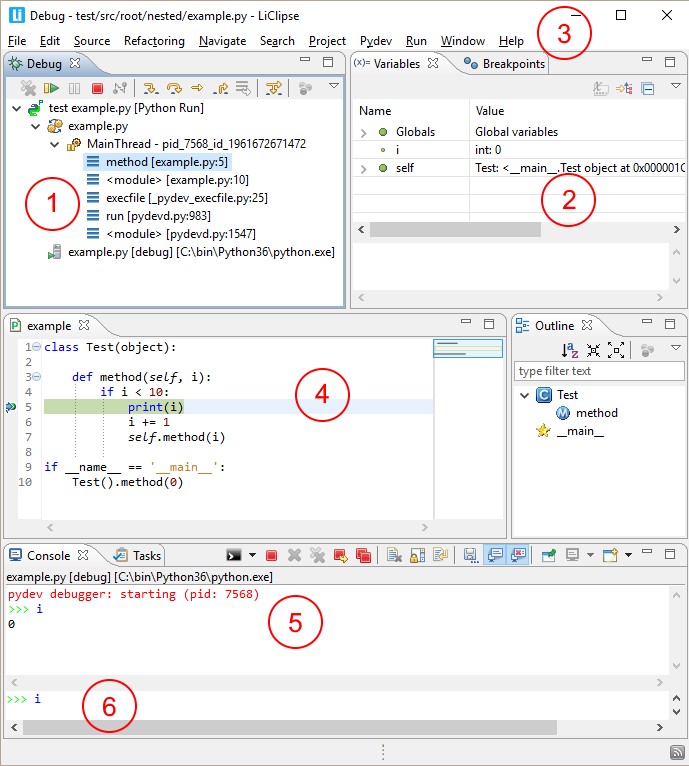 Debug - test/src/root/nested/example.py - LiClipse
File Edit Source Refactoring Navigate Search Project Pydev Run Window Help
3
Debug
test example.py [Python Run]
example.py
MainThread - pid_7568_id_1961672671472
method [example.py:5]
<module> [example.py:10]
execfile [_pydev_execfile.py:25]
run [pydevd.py:983]
<module> [pydevd.py:1547]
example.py [debug] [C:\bin\Python36\python.exe]
1
(x)= Variables Breakpoints
Name Value
Globals Global variables
i int: 0
self Test: <__main__.Test object at 0x000001C
2
example
1 class Test(object):
2
3 def method(self, i):
4 if i < 10:
5 print(i)
6 i += 1
7 self.method(i)
8
9 if __name__ == '__main__':
10 Test().method(0)
4
Outline
type filter text
Test
method
__main__
Console Tasks
example.py [debug] [C:\bin\Python36\python.exe]
pydev debugger: starting (pid: 7568)
>>> i
0
5
>>> i
6